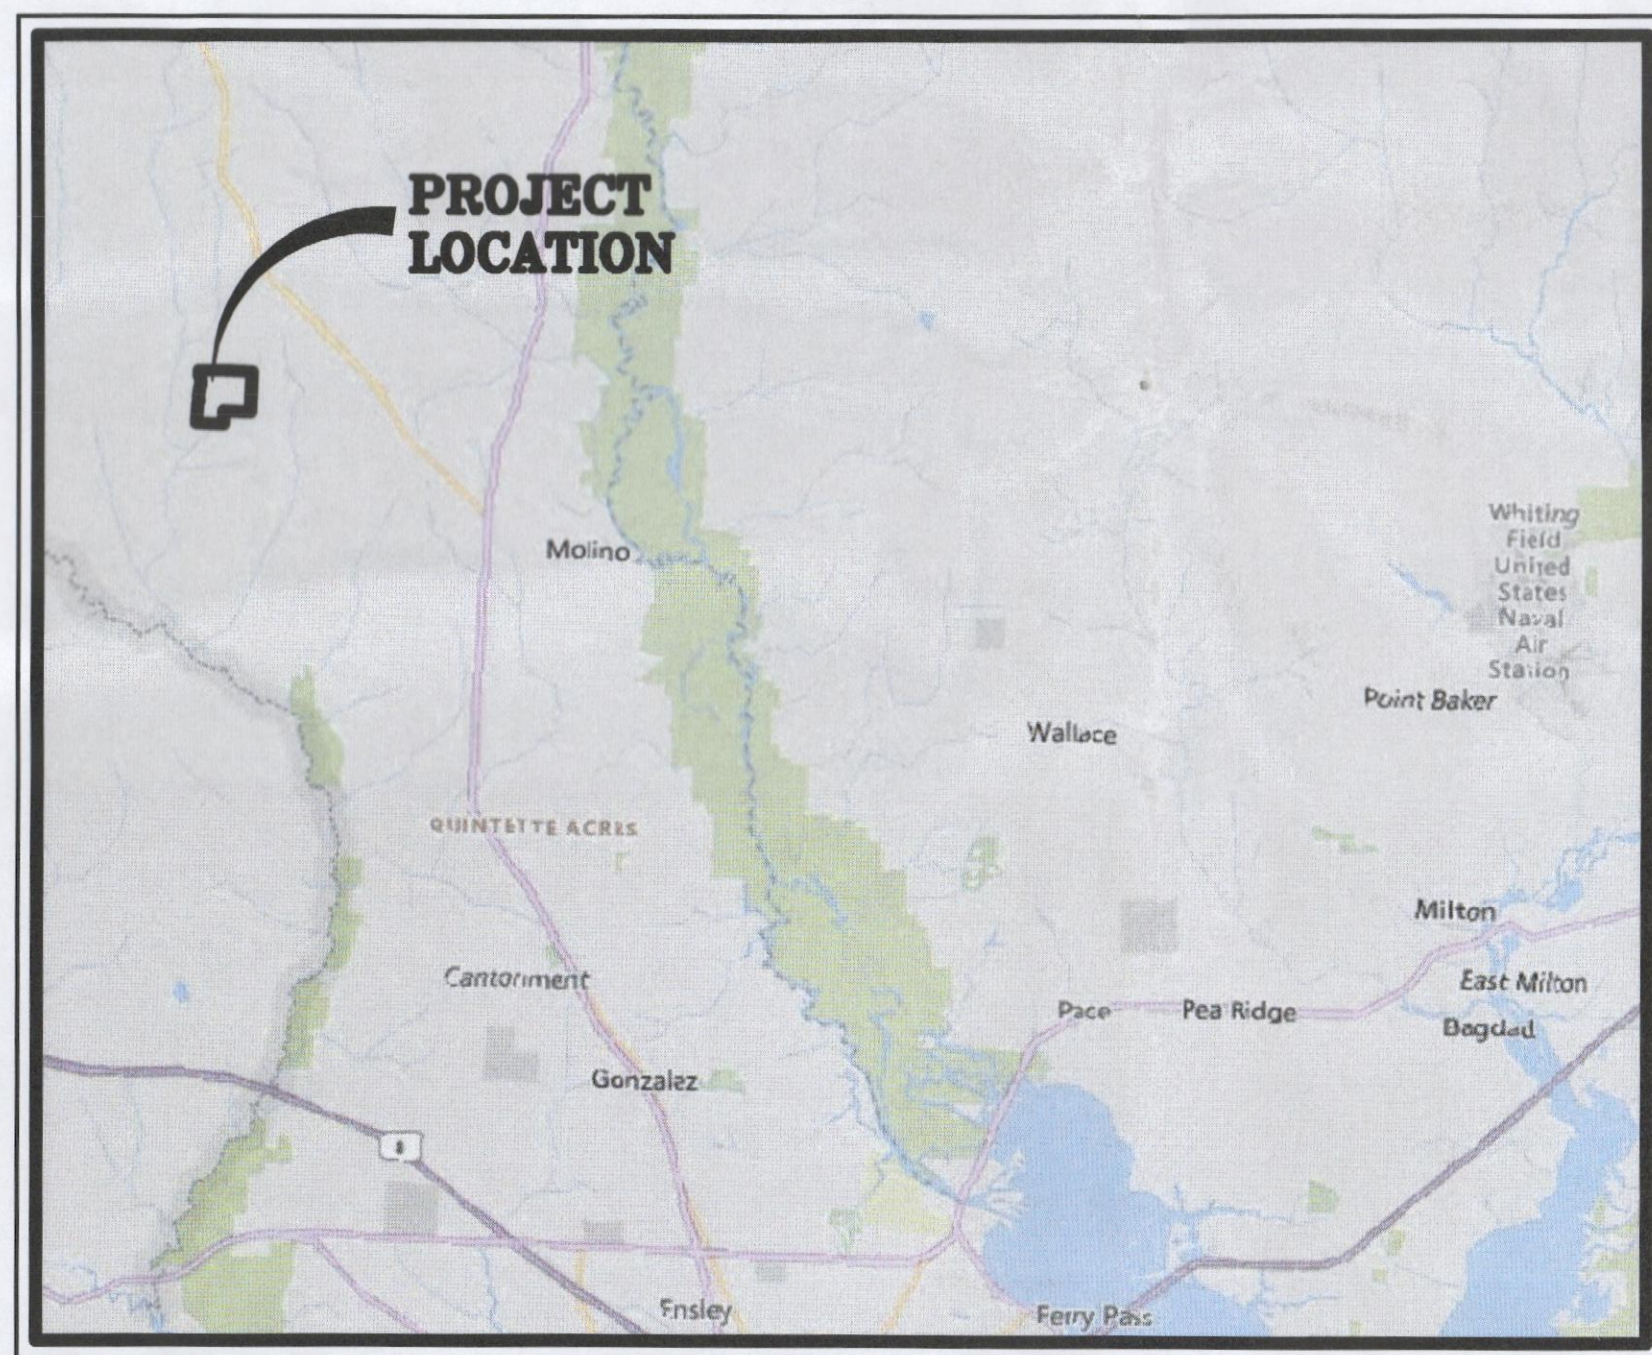 PROJECT
LOCATION
Molino
Whiting
Field
United
States
Naval
Air
Station
Point Baker
Wallace
QUINTETTE ACRES
Milton
Cantonment
East Milton
Pace
Pea Ridge
Bagdad
Gonzalez
8
Ensley
Ferry Pass